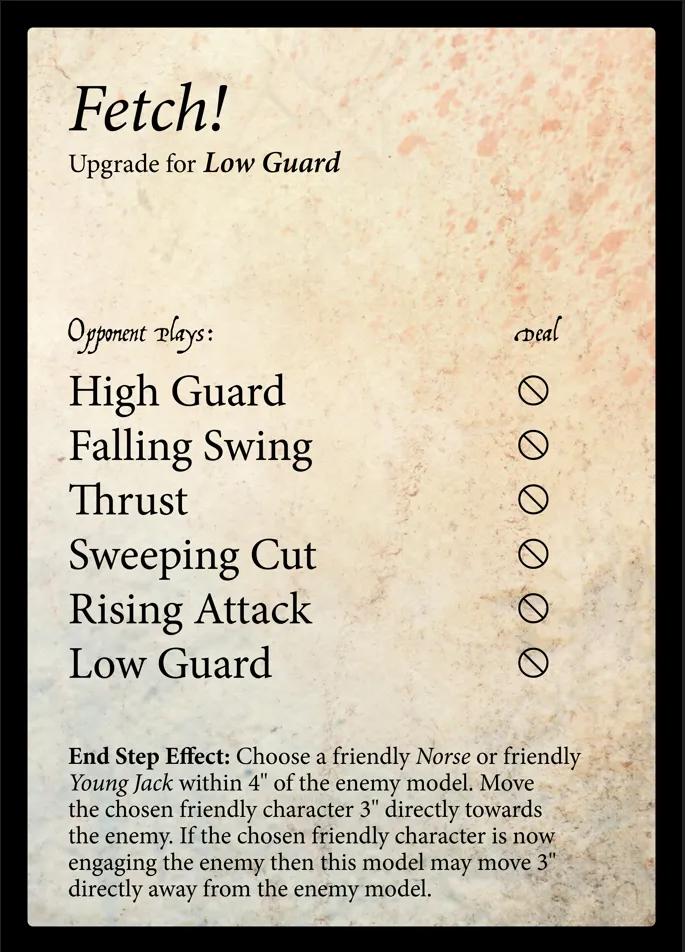 Fetch!
Upgrade for Low Guard
Opponent Plays: Deal
High Guard
Falling Swing
Thrust
Sweeping Cut
Rising Attack
Low Guard
End Step Effect: Choose a friendly Norse or friendly
Young Jack within 4" of the enemy model. Move
the chosen friendly character 3" directly towards
the enemy. If the chosen friendly character is now
engaging the enemy then this model may move 3"
directly away from the enemy model.